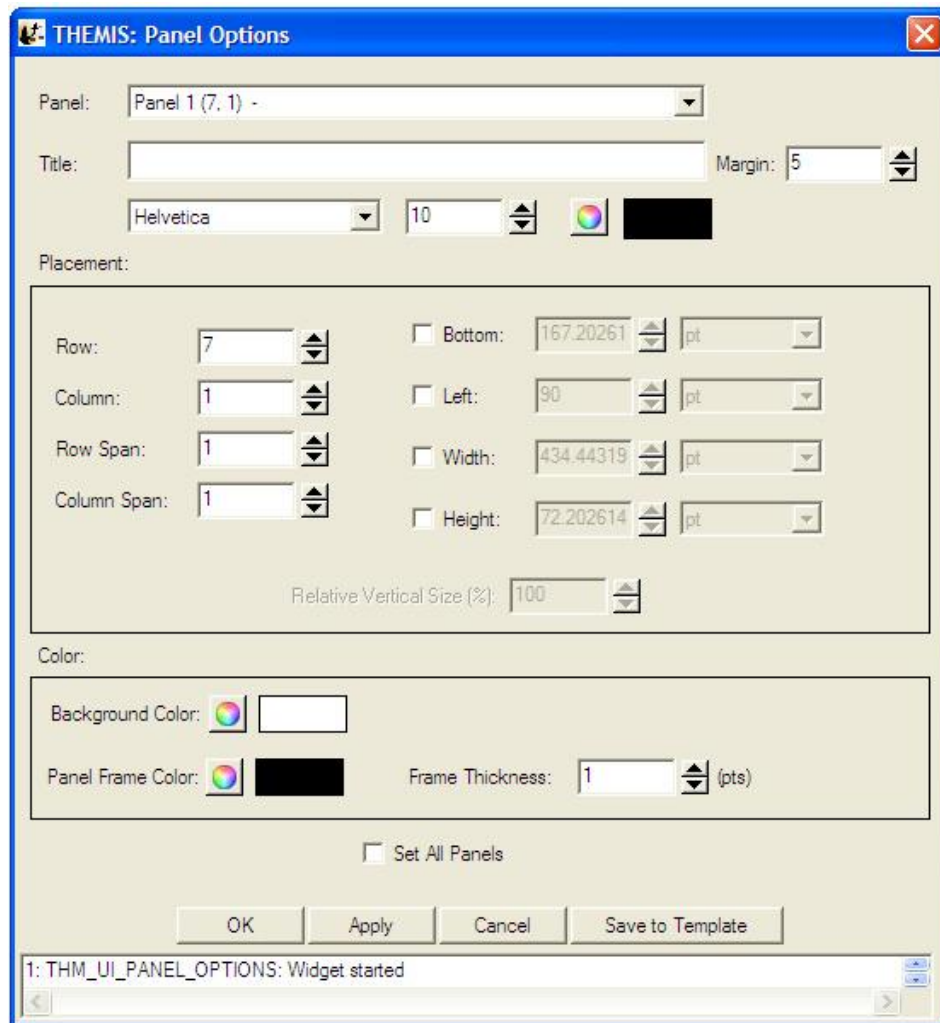 THEMIS: Panel Options
Panel: Panel 1 (7, 1)  -
Title: Margin: 5
Helvetica 10
Placement:
Row: 7 Bottom: 167.20261 pt
Column: 1 Left: 90 pt
Row Span: 1 Width: 434.44319 pt
Column Span: 1 Height: 72.202614 pt
Relative Vertical Size (%): 100
Color:
Background Color:
Panel Frame Color: Frame Thickness: 1 (pts)
Set All Panels
OK Apply Cancel Save to Template
1: THM_UI_PANEL_OPTIONS: Widget started